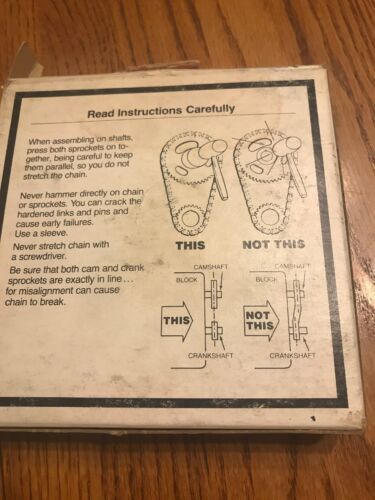 Read Instructions Carefully
When assembling on shafts,
press both sprockets on to-
gether, being careful to keep
them parallel, so you do not
stretch the chain.
Never hammer directly on chain
or sprockets. You can crack the
hardened links and pins and
cause early failures.
Use a sleeve.
Never stretch chain with
a screwdriver.
Be sure that both cam and crank
sprockets are exactly in line...
for misalignment can cause
chain to break.
THIS
NOT THIS
CAMSHAFT
BLOCK
THIS
CRANKSHAFT
CAMSHAFT
BLOCK
NOT
THIS
CRANKSHAFT